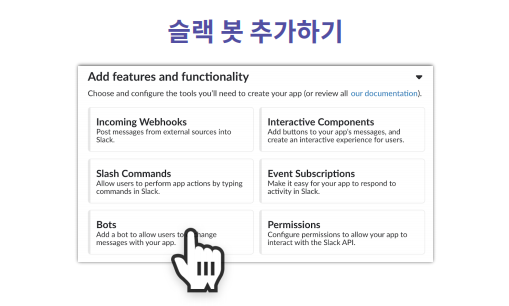 슬랙 봇 추가하기
Add features and functionality
Choose and configure the tools you'll need to create your app (or review all our documentation).
Incoming Webhooks
Post messages from external sources into
Slack.
Interactive Components
Add buttons to your app's messages, and
create an interactive experience for users.
Slash Commands
Allow users to perform app actions by typing
commands in Slack.
Event Subscriptions
Make it easy for your app to respond to
activity in Slack.
Bots
Add a bot to allow users to
messages with your app.
Permissions
Configure permissions to allow your app to
interact with the Slack API.